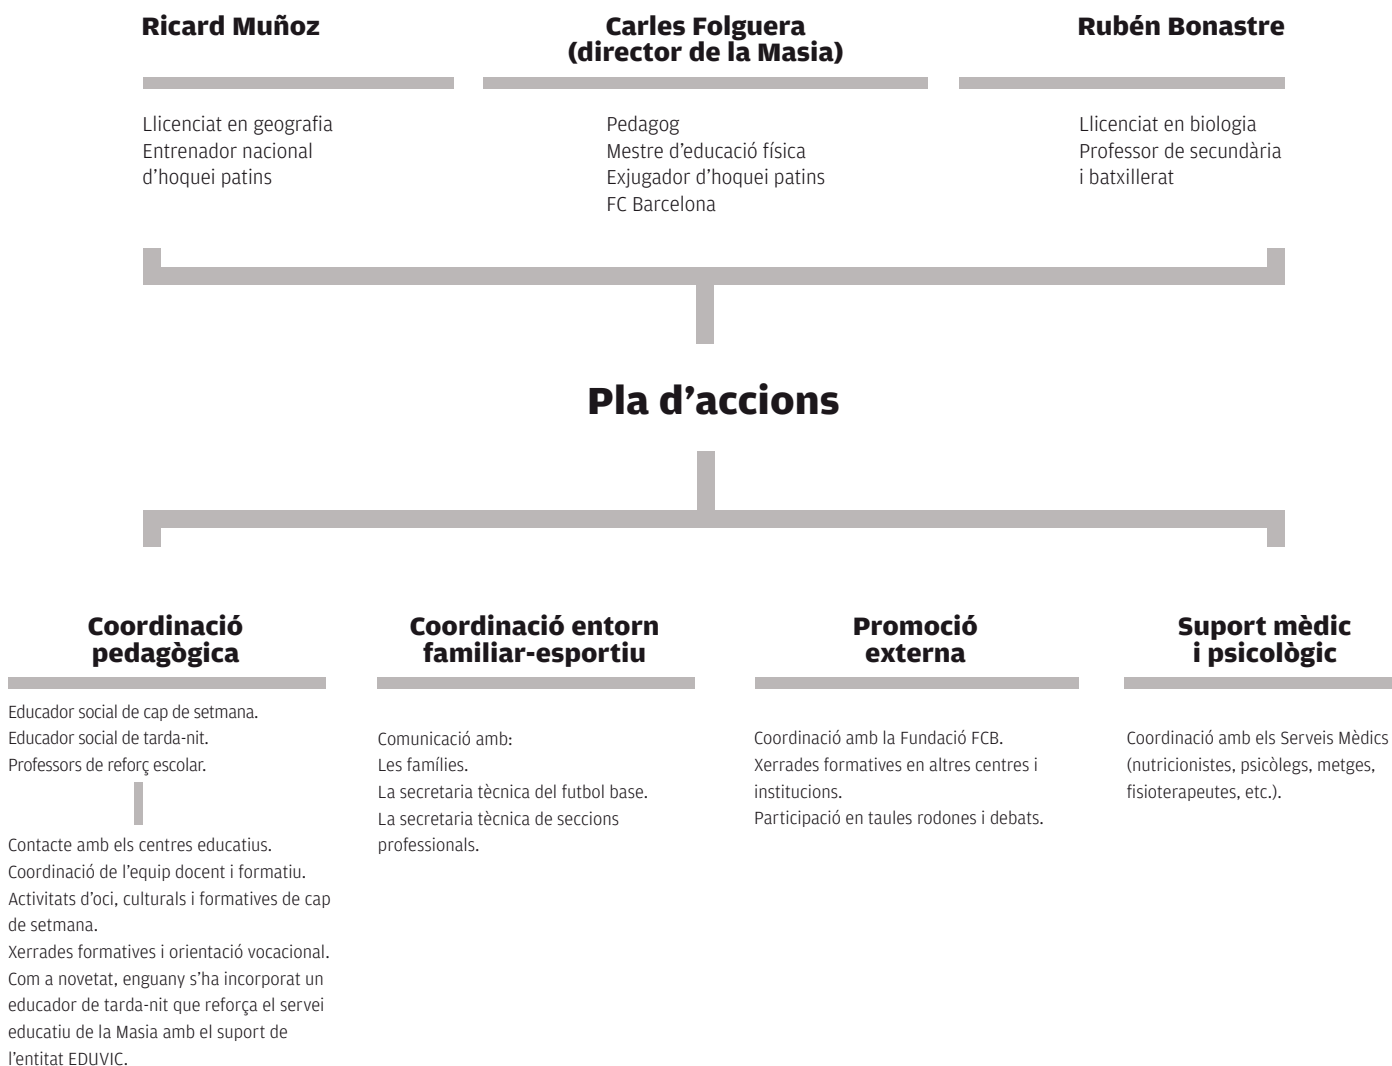 Ricard Muñoz
Llicenciat en geografia
Entrenador nacional
d'hoquei patins
Carles Folguera
(director de la Masia)
Pedagog
Mestre d'educació física
Exjugador d'hoquei patins
FC Barcelona
Rubén Bonastre
Llicenciat en biologia
Professor de secundària
i batxillerat
Pla d'accions
Coordinació
pedagògica
Educador social de cap de setmana.
Educador social de tarda-nit.
Professors de reforç escolar.
Contacte amb els centres educatius.
Coordinació de l'equip docent i formatiu.
Activitats d'oci, culturals i formatives de cap
de setmana.
Xerrades formatives i orientació vocacional.
Com a novetat, enguany s'ha incorporat un
educador de tarda-nit que reforça el servei
educatiu de la Masia amb el suport de
l'entitat EDUVIC.
Coordinació entorn
familiar-esportiu
Comunicació amb:
Les famílies.
La secretaria tècnica del futbol base.
La secretaria tècnica de seccions
professionals.
Promoció
externa
Coordinació amb la Fundació FCB.
Xerrades formatives en altres centres i
institucions.
Participació en taules rodones i debats.
Suport mèdic
i psicològic
Coordinació amb els Serveis Mèdics
(nutricionistes, psicòlegs, metges,
fisioterapeutes, etc.).